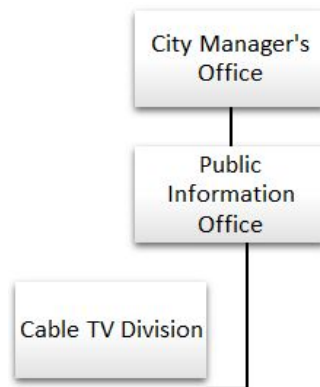 City Manager's
Office
Public
Information
Office
Cable TV Division